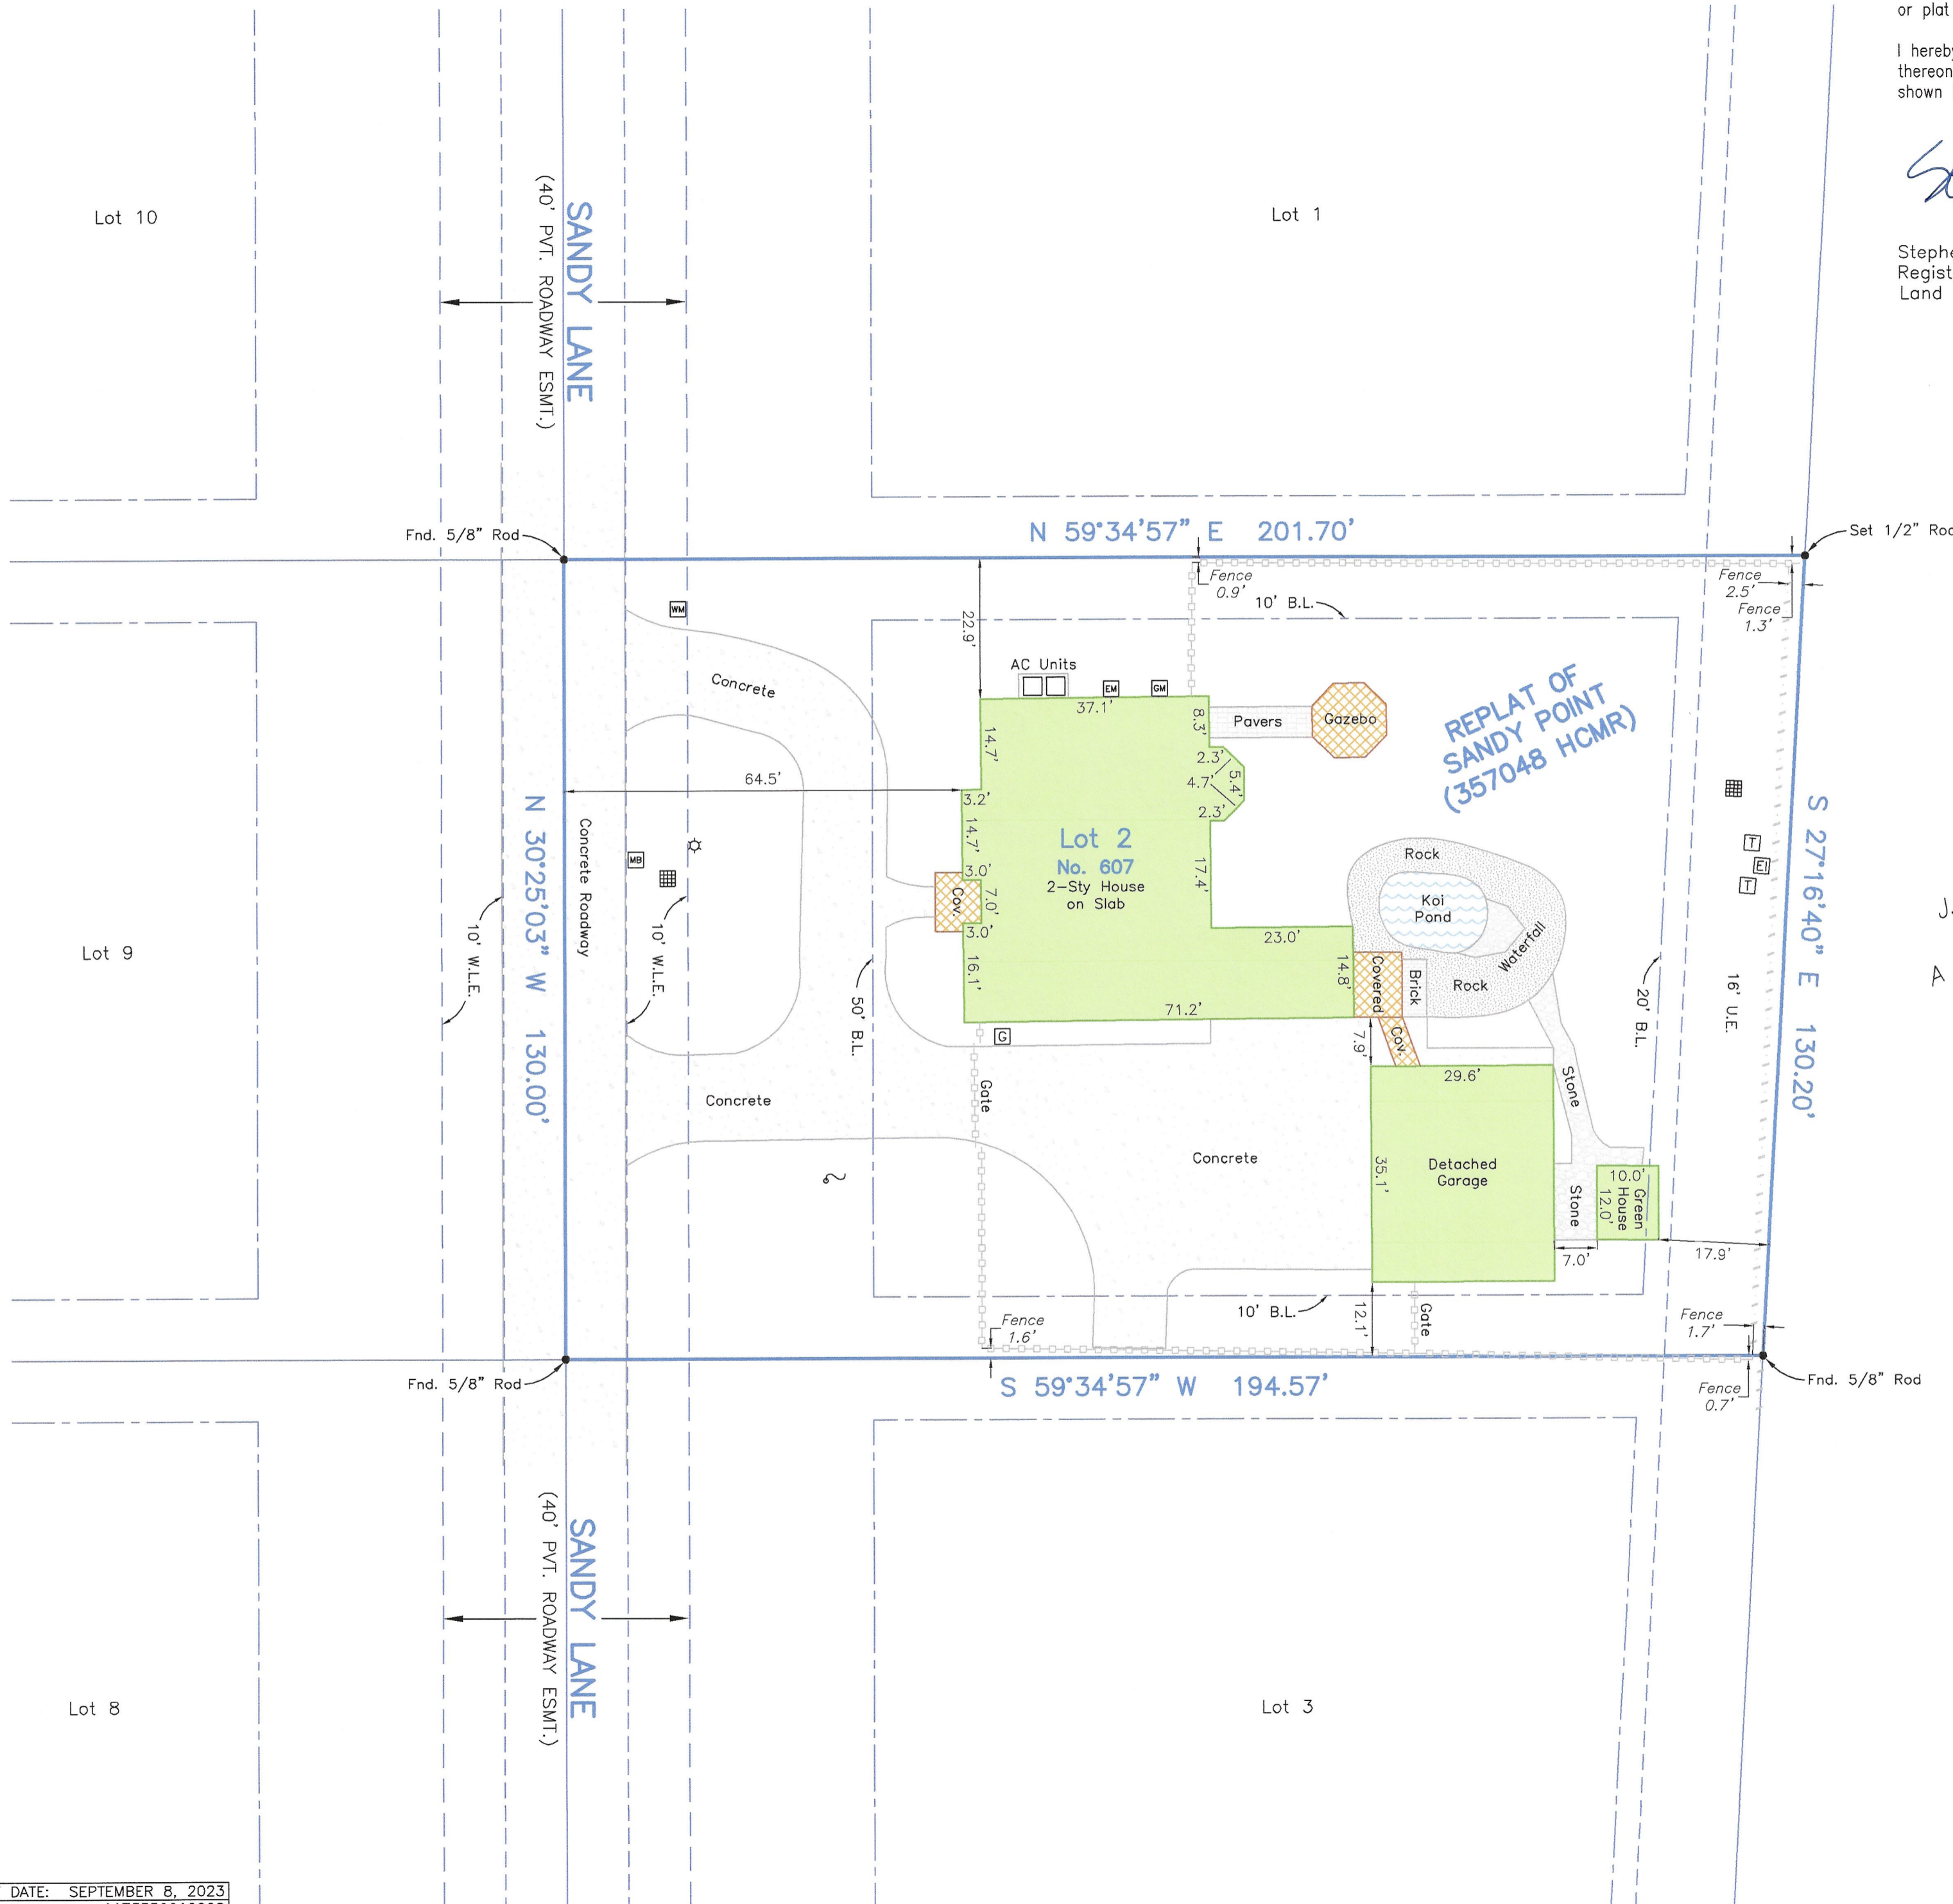 or plat
I hereby
thereon
shown
Stephe
Regist
Land
Lot 10
SANDY LANE
(40' PVT. ROADWAY ESMT.)
Lot 1
Fnd. 5/8" Rod
N 59°34'57" E 201.70'
Set 1/2" Rod
Fence
0.9'
10' B.L.
Fence
2.5'
Fence
1.3'
WM
22.9'
AC Units
EM
GM
Concrete
37.1'
8.3'
Pavers
Gazebo
REPLAT OF
SANDY POINT
(357048 HCMR)
14.7'
2.3'
4.7'
5.4'
2.3'
64.5'
3.2'
14.7'
Lot 2
No. 607
2-Sty House
on Slab
17.4'
N 30°25'03" W 130.00'
Concrete Roadway
MB
3.0'
Cov.
7.0'
3.0'
16.1'
Rock
Koi
Pond
Waterfall
Rock
T
EI
T
S 27°16'40" E 130.20'
Lot 9
10' W.L.E.
10' W.L.E.
50' B.L.
23.0'
14.8'
Covered
Brick
71.2'
20' B.L.
16' U.E.
A
G
7.9'
Cov.
Gate
29.6'
Stone
Concrete
Concrete
35.1'
Detached
Garage
10.0'
Green
House
12.0'
Stone
7.0'
17.9'
10' B.L.
12.1'
Gate
Fence
1.6'
Fence
1.7'
Fnd. 5/8" Rod
S 59°34'57" W 194.57'
Fence
0.7'
Fnd. 5/8" Rod
SANDY LANE
(40' PVT. ROADWAY ESMT.)
Lot 8
Lot 3
DATE: SEPTEMBER 8, 2023